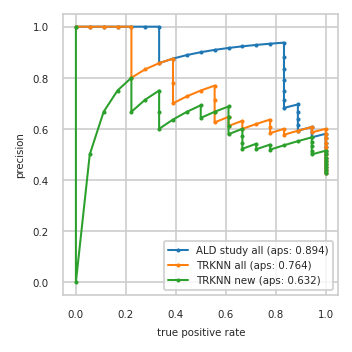 1.0
0.8
0.6
0.4
0.2
0.0
precision
ALD study all (aps: 0.894)
TRKNN all (aps: 0.764)
TRKNN new (aps: 0.632)
0.0 0.2 0.4 0.6 0.8 1.0
true positive rate